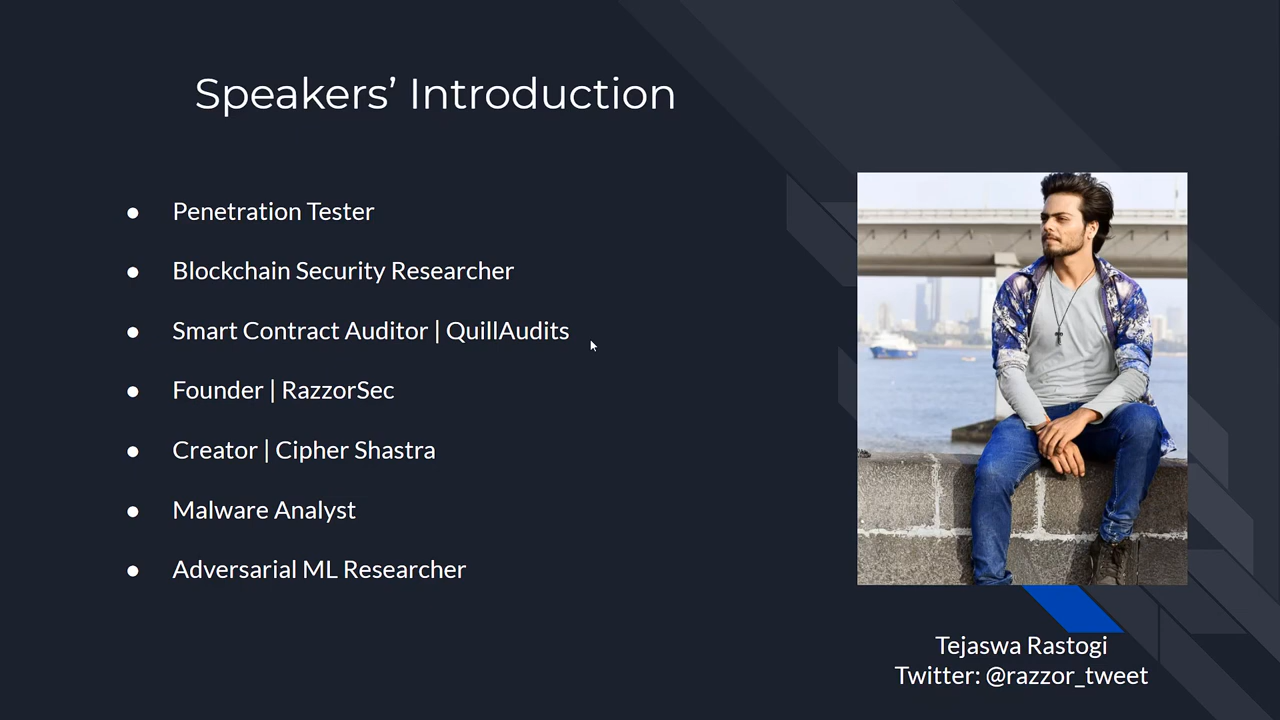 Speakers’ Introduction
● Penetration Tester
● Blockchain Security Researcher
● Smart Contract Auditor | QuillAudits
● Founder | RazzorSec
● Creator | Cipher Shastra
● Malware Analyst
● Adversarial ML Researcher
Tejaswa Rastogi
Twitter: @razzor_tweet